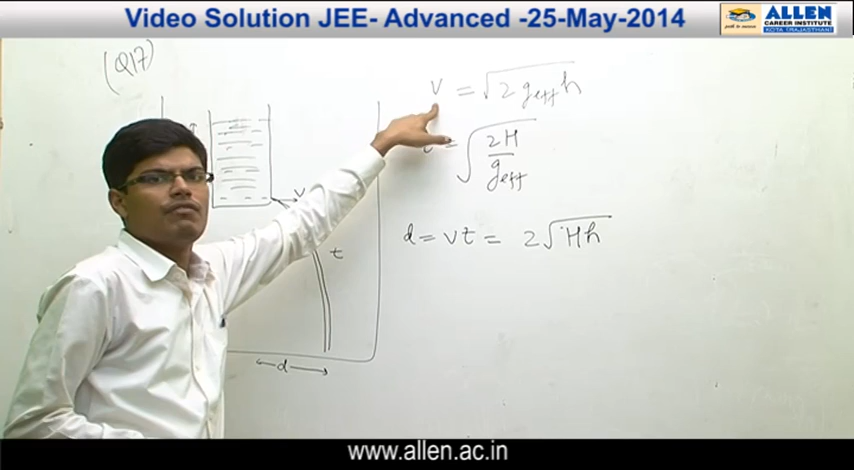 Video Solution JEE- Advanced -25-May-2014
ALLEN
CAREER INSTITUTE
KOTA (RAJASTHAN)
(Q17)
v = √2 g_eff h
= √(2H / g_eff)
v
t
d = vt = 2√Hh
d
www.allen.ac.in